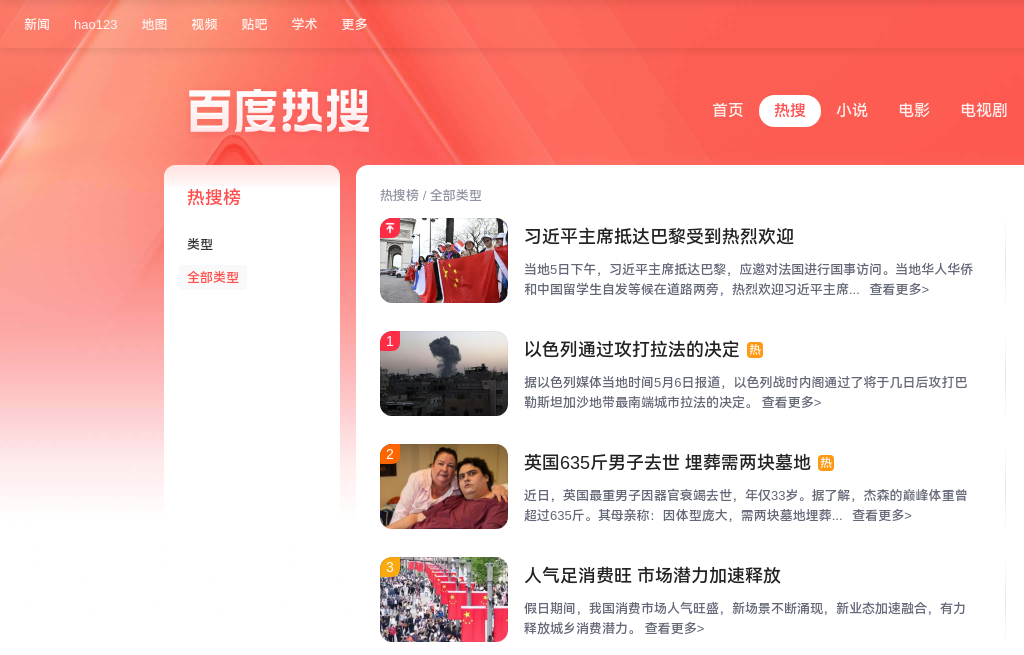 新闻 hao123 地图 视频 贴吧 学术 更多
百度热搜
首页 热搜 小说 电影 电视剧
热搜榜
类型
全部类型
热搜榜 / 全部类型
习近平主席抵达巴黎受到热烈欢迎
当地5日下午，习近平主席抵达巴黎，应邀对法国进行国事访问。当地华人华侨
和中国留学生自发等候在道路两旁，热烈欢迎习近平主席... 查看更多>
1
以色列通过攻打拉法的决定 热
据以色列媒体当地时间5月6日报道，以色列战时内阁通过了将于几日后攻打巴
勒斯坦加沙地带最南端城市拉法的决定。 查看更多>
2
英国635斤男子去世 埋葬需两块墓地 热
近日，英国最重男子因器官衰竭去世，年仅33岁。据了解，杰森的巅峰体重曾
超过635斤。其母亲称：因体型庞大，需两块墓地埋葬... 查看更多>
3
人气足消费旺 市场潜力加速释放
假日期间，我国消费市场人气旺盛，新场景不断涌现，新业态加速融合，有力
释放城乡消费潜力。 查看更多>